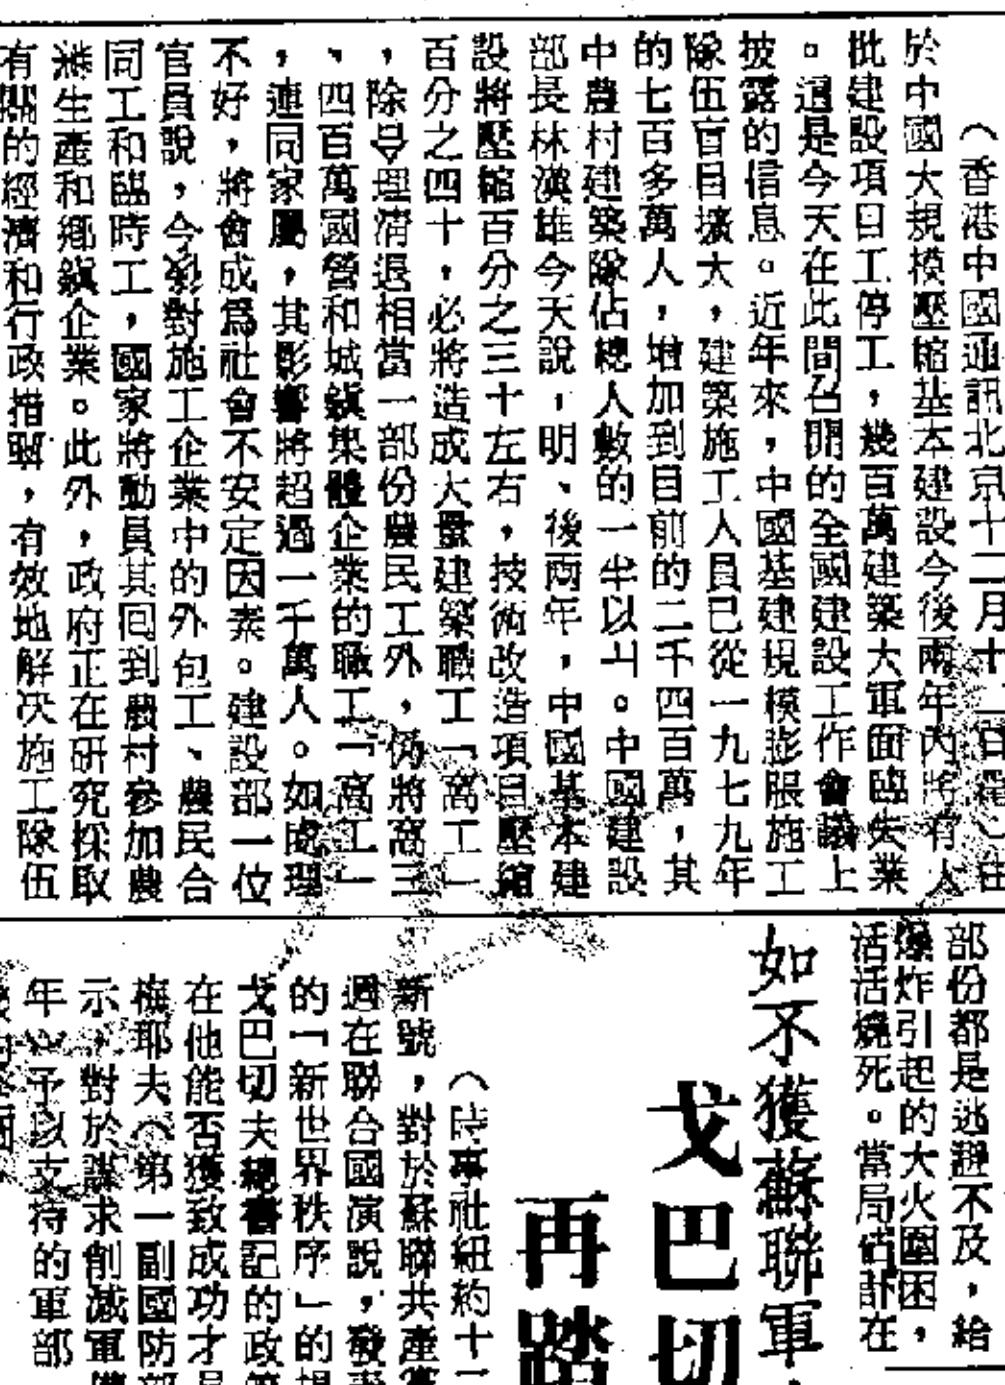 （香港中國通訊北京十二月十一日電）由
於中國大規模壓縮基本建設今後兩年內將有人
批建設項目工停工，幾百萬建築大軍面臨失業
。這是今天在此間召開的全國建設工作會議上
披露的信息。近年來，中國基建規模膨脹施工
隊伍盲目擴大，建築施工人員已從一九七九年
的七百多萬人，增加到目前的二千四百萬，其
中農村建築隊佔總人數的一半以上。中國建設
部長林漢雄今天說，明、後兩年，中國基本建
設將壓縮百分之三十左右，技術改造項目壓縮
百分之四十，必將造成大量建築職工「窩工」
，除了理清退相當一部份農民工外，仍將窩三
、四百萬國營和城鎮集體企業的職工「窩工」
，連同家屬，其影響將超過一千萬人。如處理
不好，將會成爲社會不安定因素。建設部一位
官員說，今後對施工企業中的外包工、農民合
同工和臨時工，國家將動員其回到農村參加農
業生產和鄉鎮企業。此外，政府正在研究採取
有關的經濟和行政措施，有效地解決施工隊伍
部份都是逃避不及，給
爆炸引起的大火圍困，
活活燒死。當局估計在
如不獲蘇聯軍
戈巴切
再踏
（時事社紐約十二
新號，對於蘇聯共產黨
週在聯合國演說，發表
的「新世界秩序」的
戈巴切夫總書記的政
在他能否獲致成功才
梅耶夫（第一副國防部
示，對於謀求削減軍備
年 予以支持的軍部